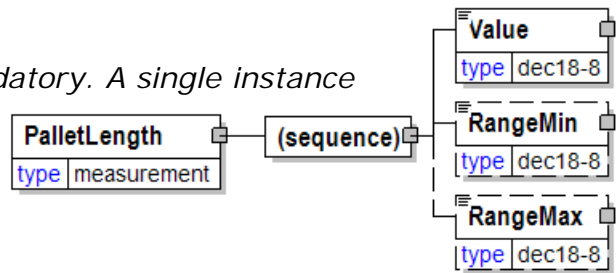 Value
type dec18-8
datory. A single instance
RangeMin
type dec18-8
PalletLength
type measurement
(sequence)
RangeMax
type dec18-8